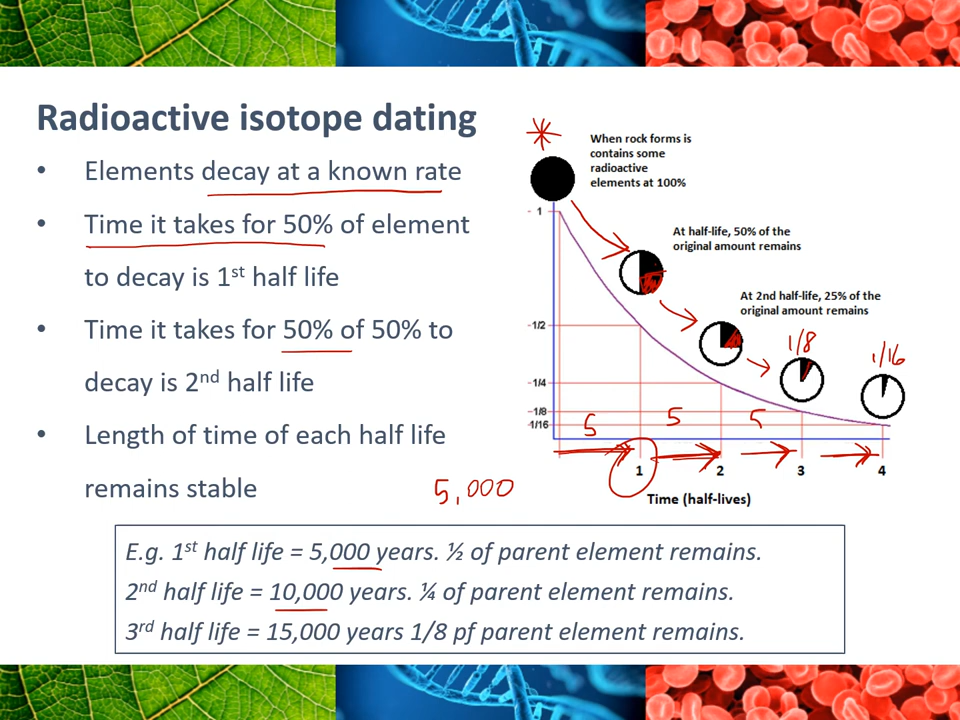 Radioactive isotope dating
• Elements decay at a known rate
• Time it takes for 50% of element
to decay is 1st half life
• Time it takes for 50% of 50% to
decay is 2nd half life
• Length of time of each half life
remains stable
5,000
When rock forms is
contains some
radioactive
elements at 100%
At half-life, 50% of the
original amount remains
At 2nd half-life, 25% of the
original amount remains
1/8
1/16
1
1/2
1/4
1/8
1/16
5 5 5
1 2 3 4
Time (half-lives)
E.g. 1st half life = 5,000 years. ½ of parent element remains.
2nd half life = 10,000 years. ¼ of parent element remains.
3rd half life = 15,000 years 1/8 pf parent element remains.